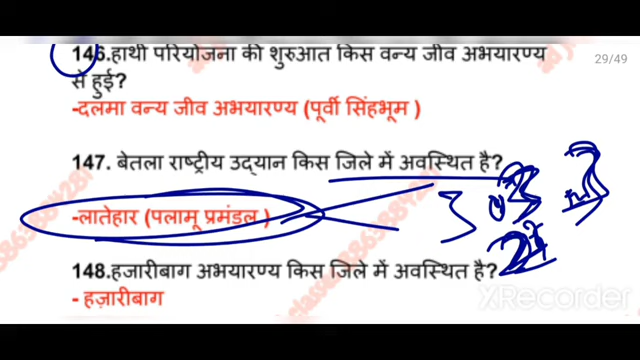 146.हाथी परियोजना की शुरुआत किस वन्य जीव अभयारण्य
29/49
से हुई?
-दलमा वन्य जीव अभयारण्य (पूर्वी सिंहभूम )
147. बेतला राष्ट्रीय उद्यान किस जिले में अवस्थित है?
-लातेहार (पलामू प्रमंडल )
148.हजारीबाग अभयारण्य किस जिले में अवस्थित है?
- हज़ारीबाग
XRecorder